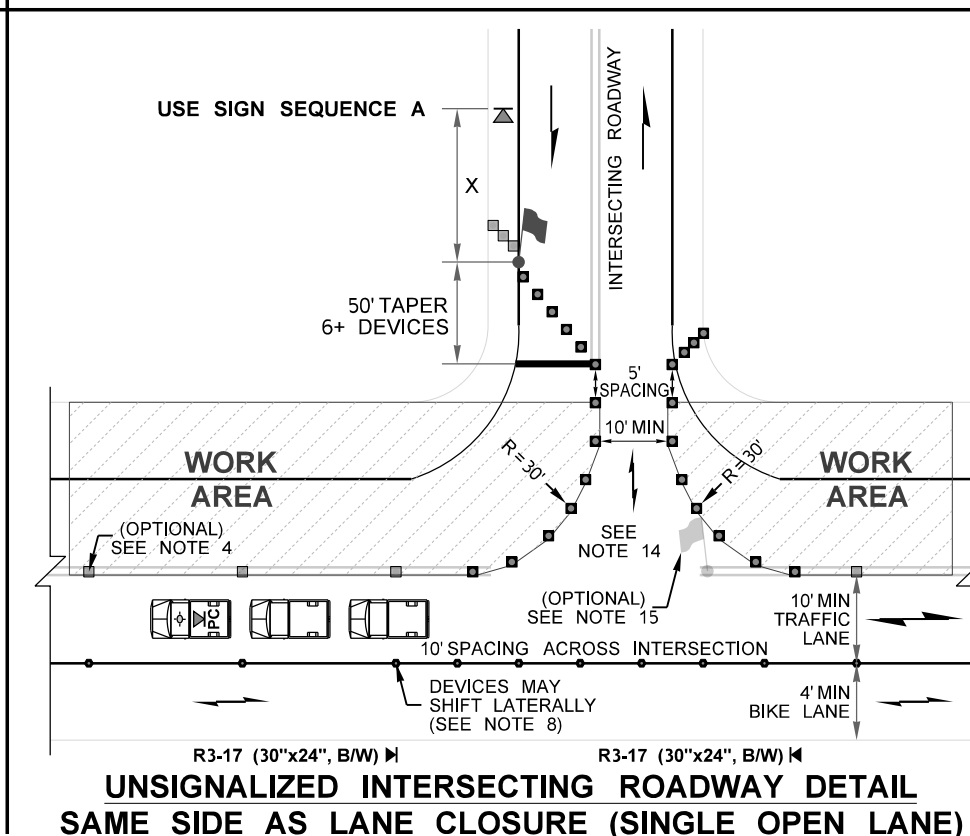 USE SIGN SEQUENCE A
X
INTERSECTING ROADWAY
50' TAPER
6+ DEVICES
5'
SPACING
10' MIN
WORK
AREA
R = 30'
R = 30'
WORK
AREA
(OPTIONAL)
SEE NOTE 4
SEE
NOTE 14
(OPTIONAL)
SEE NOTE 15
PC
10' MIN
TRAFFIC
LANE
10' SPACING ACROSS INTERSECTION
DEVICES MAY
SHIFT LATERALLY
(SEE NOTE 8)
4' MIN
BIKE LANE
R3-17 (30"x24", B/W)
R3-17 (30"x24", B/W)
UNSIGNALIZED INTERSECTING ROADWAY DETAIL
SAME SIDE AS LANE CLOSURE (SINGLE OPEN LANE)